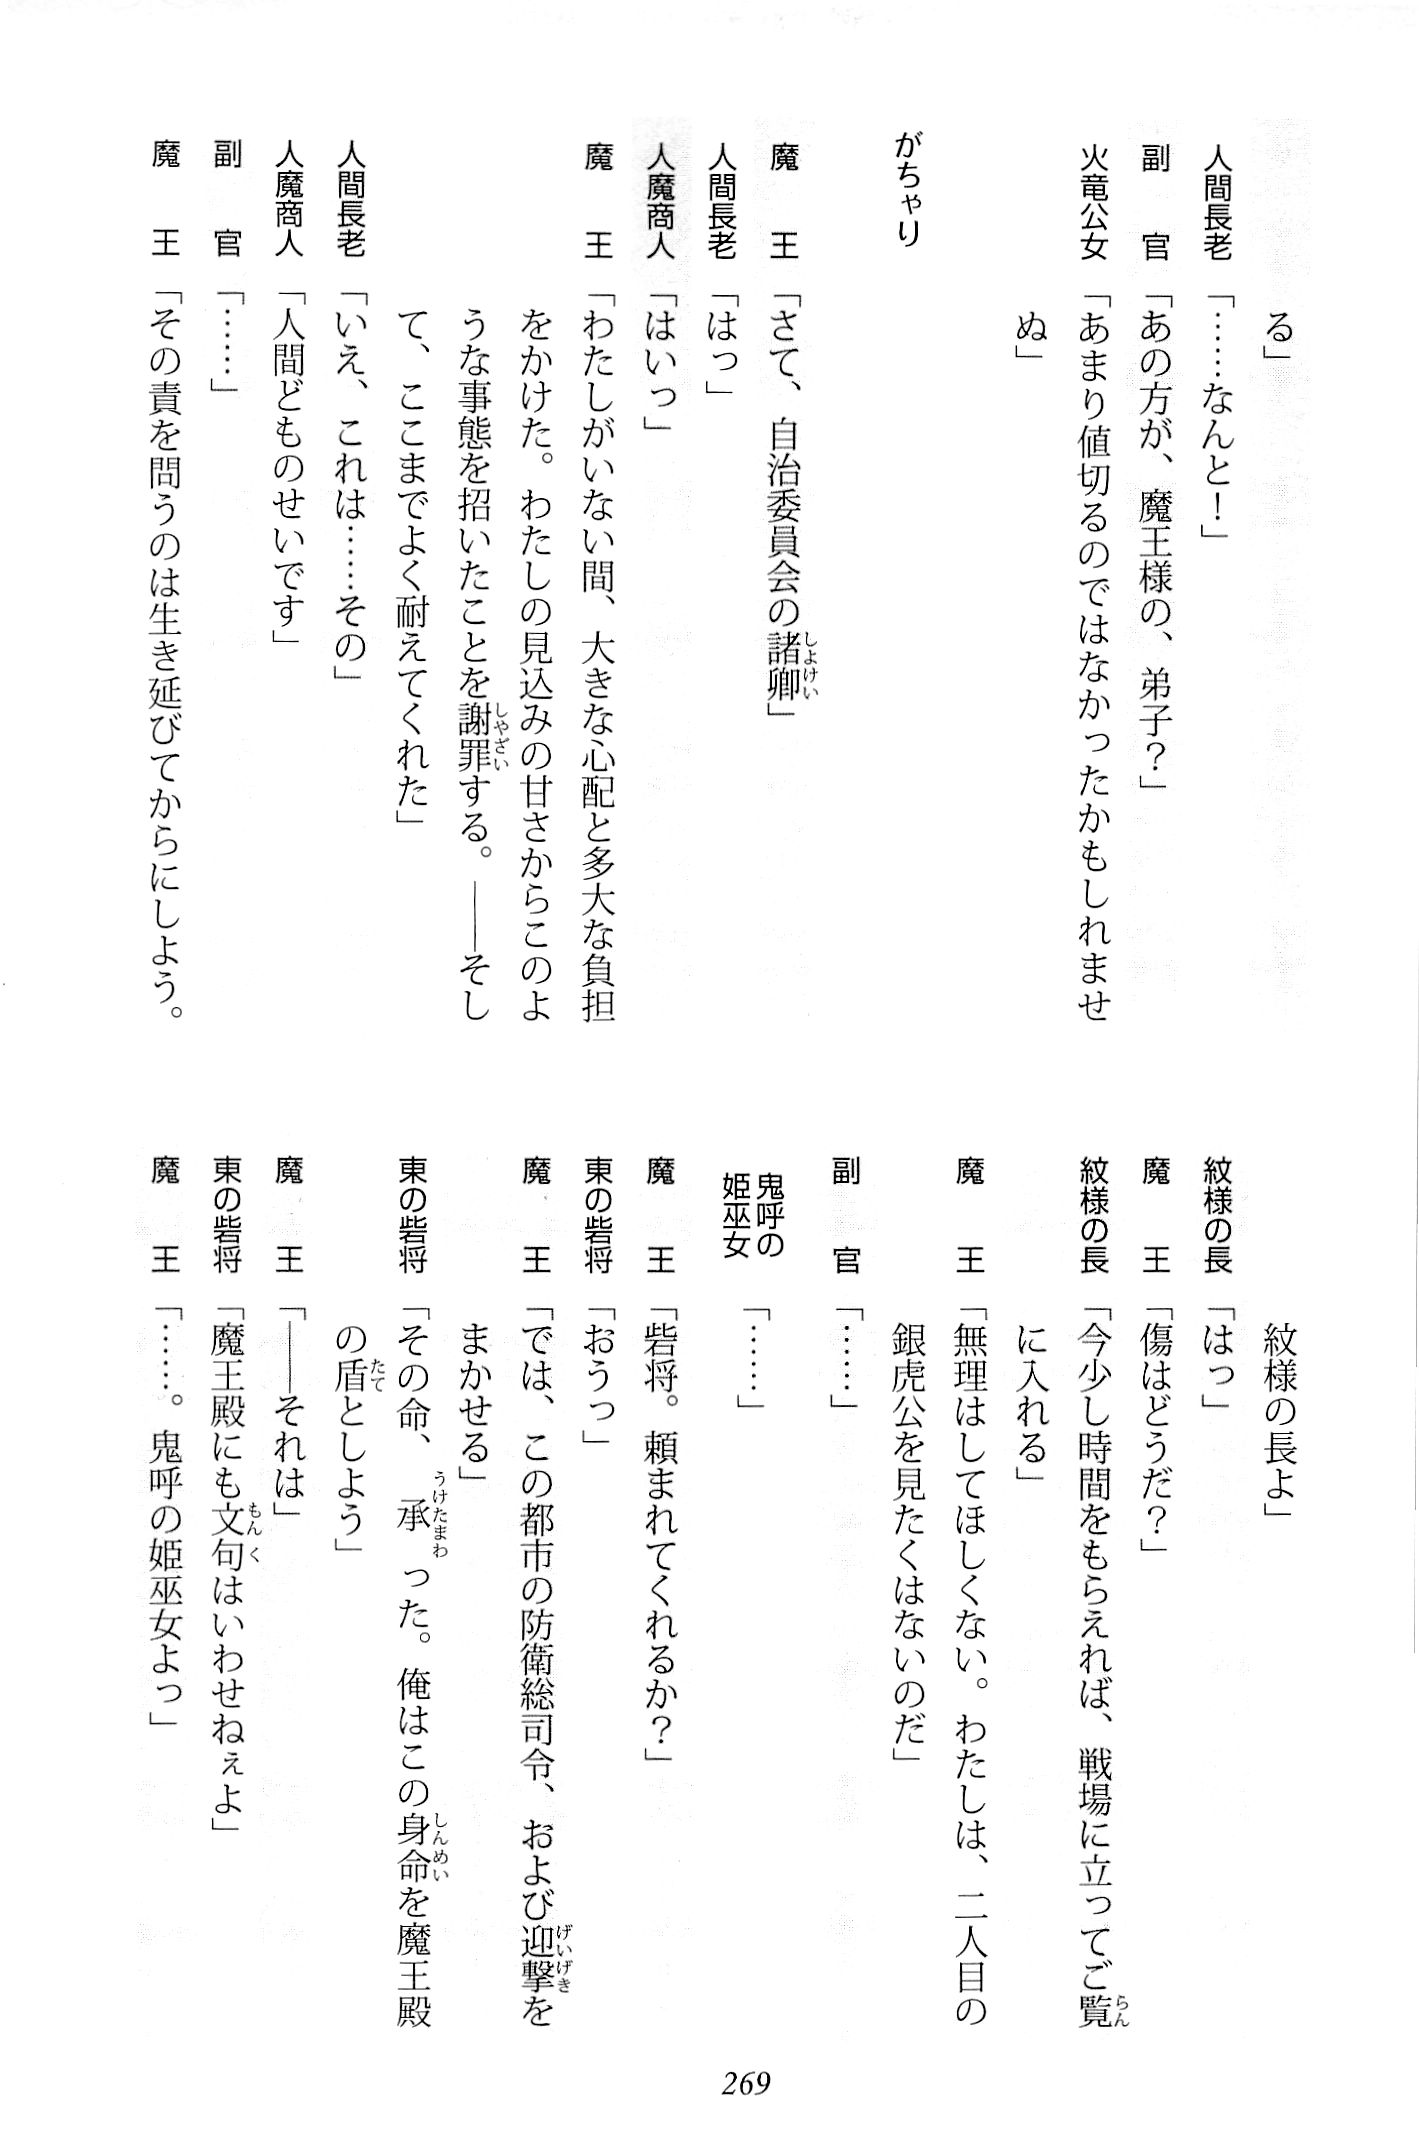 る」
人間長老「……なんと！」
副　官「あの方が、魔王様の、弟子？」
火竜公女「あまり値切るのではなかったかもしれませ
ぬ」
がちゃり
魔　王「さて、自治委員会の諸卿」
人間長老「はっ」
人魔商人「はいっ」
魔　王「わたしがいない間、大きな心配と多大な負担
をかけた。わたしの見込みの甘さからこのよ
うな事態を招いたことを謝罪する。――そし
て、ここまでよく耐えてくれた」
人間長老「いえ、これは……その」
人魔商人「人間どものせいです」
副　官「……」
魔　王「その責を問うのは生き延びてからにしよう。
紋様の長よ」
紋様の長「はっ」
魔　王「傷はどうだ？」
紋様の長「今少し時間をもらえれば、戦場に立ってご覧
に入れる」
魔　王「無理はしてほしくない。わたしは、二人目の
銀虎公を見たくはないのだ」
副　官「……」
鬼呼の
姫巫女「……」
魔　王「砦将。頼まれてくれるか？」
東の砦将「おうっ」
魔　王「では、この都市の防衛総司令、および迎撃を
まかせる」
東の砦将「その命、承った。俺はこの身命を魔王殿
の盾としよう」
魔　王「――それは」
東の砦将「魔王殿にも文句はいわせねぇよ」
魔　王「……。鬼呼の姫巫女よっ」
269